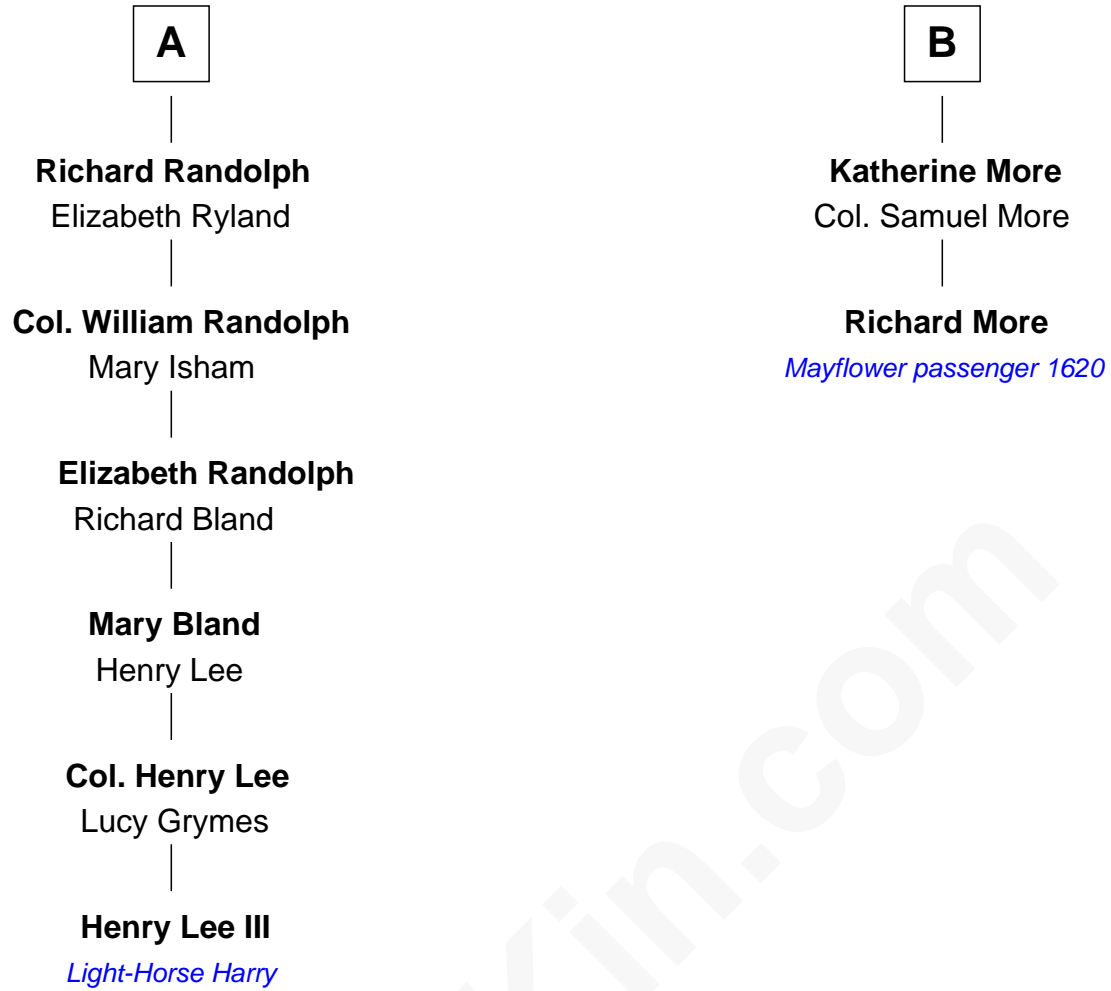 A
Richard Randolph
Elizabeth Ryland
Col. William Randolph
Mary Isham
Elizabeth Randolph
Richard Bland
Mary Bland
Henry Lee
Col. Henry Lee
Lucy Grymes
Henry Lee III
Light-Horse Harry
B
Katherine More
Col. Samuel More
Richard More
Mayflower passenger 1620